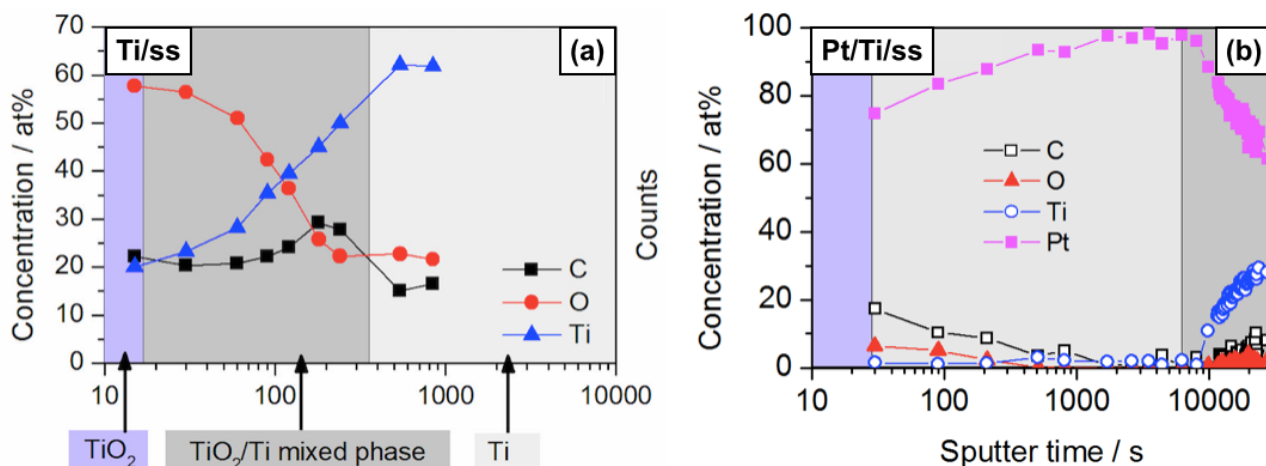 Ti/ss
(a)
Concentration / at%
70
60
50
40
30
20
10
0
C
O
Ti
10
100
1000
10000
TiO2
TiO2/Ti mixed phase
Ti
Counts
Pt/Ti/ss
(b)
Concentration / at%
100
80
60
40
20
0
C
O
Ti
Pt
10
100
1000
10000
Sputter time / s